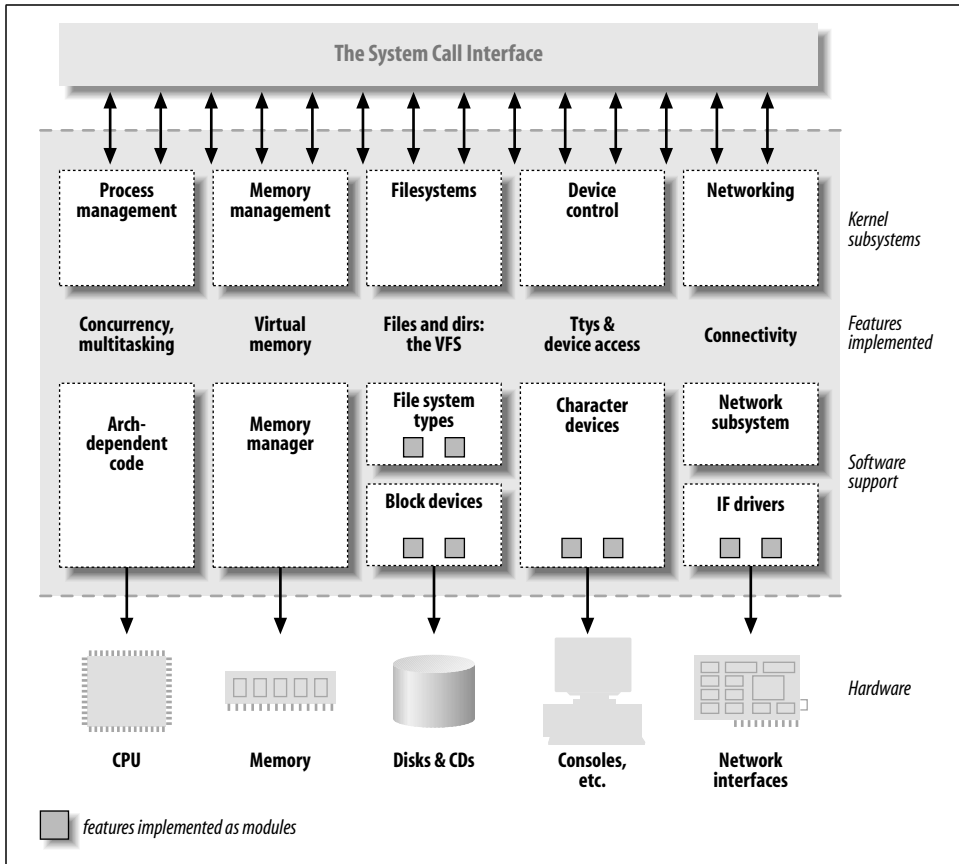 The System Call Interface
Process
management
Memory
management
Filesystems
Device
control
Networking
Kernel
subsystems
Concurrency,
multitasking
Virtual
memory
Files and dirs:
the VFS
Ttys &
device access
Connectivity
Features
implemented
Arch-
dependent
code
Memory
manager
File system
types
Block devices
Character
devices
Network
subsystem
IF drivers
Software
support
CPU
Memory
Disks & CDs
Consoles,
etc.
Network
interfaces
Hardware
features implemented as modules